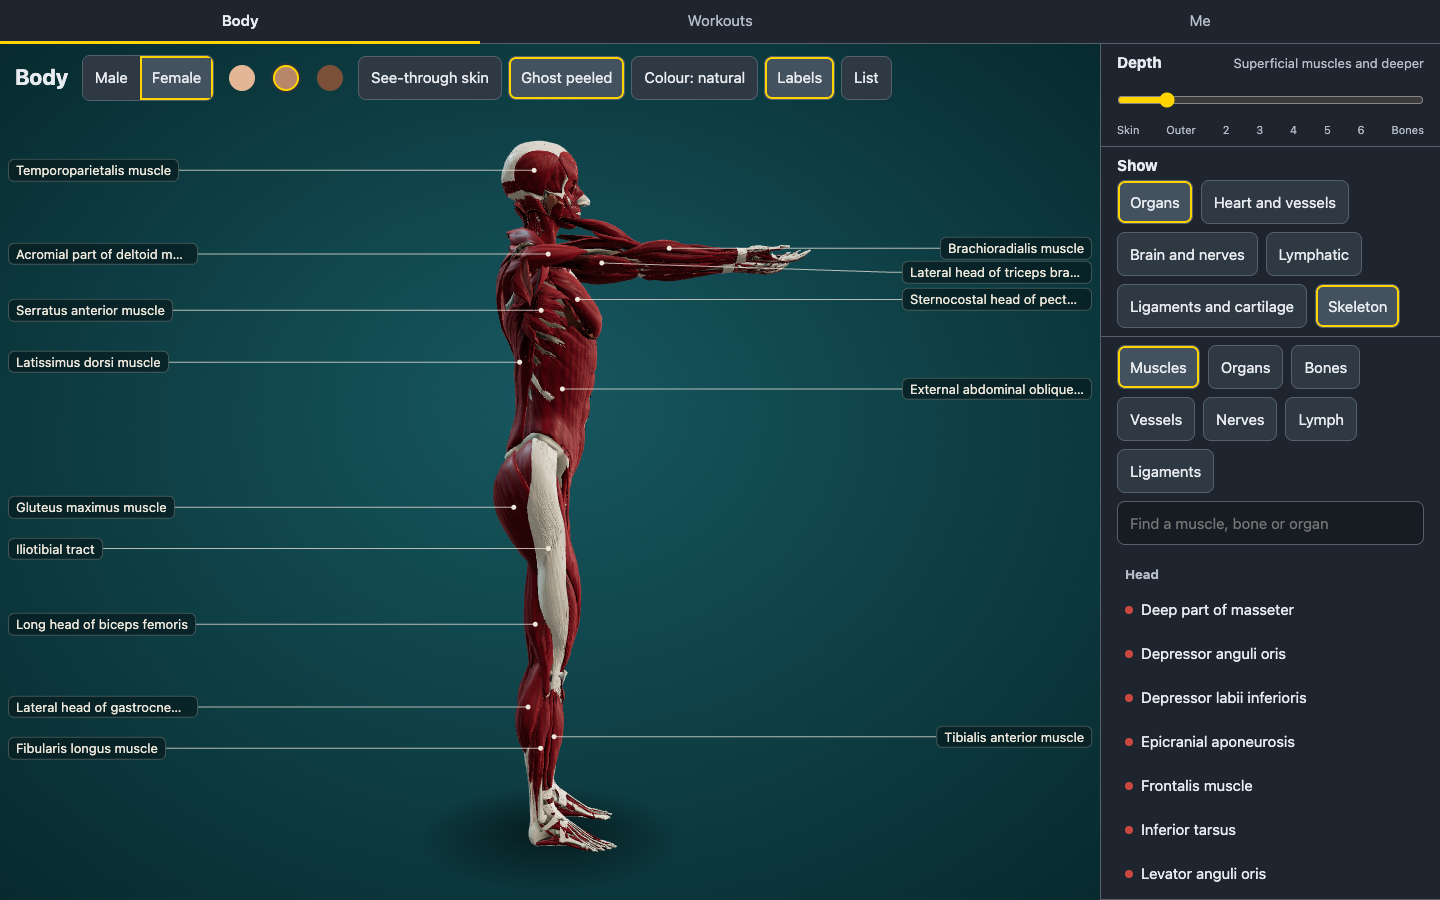 Body
Workouts
Me
Body
Male
Female
See-through skin
Ghost peeled
Colour: natural
Labels
List
Temporoparietalis muscle
Acromial part of deltoid m...
Serratus anterior muscle
Latissimus dorsi muscle
Gluteus maximus muscle
Iliotibial tract
Long head of biceps femoris
Lateral head of gastrocne...
Fibularis longus muscle
Brachioradialis muscle
Lateral head of triceps bra...
Sternocostal head of pect...
External abdominal oblique...
Tibialis anterior muscle
Depth
Superficial muscles and deeper
Skin Outer 2 3 4 5 6 Bones
Show
Organs
Heart and vessels
Brain and nerves
Lymphatic
Ligaments and cartilage
Skeleton
Muscles
Organs
Bones
Vessels
Nerves
Lymph
Ligaments
Find a muscle, bone or organ
Head
Deep part of masseter
Depressor anguli oris
Depressor labii inferioris
Epicranial aponeurosis
Frontalis muscle
Inferior tarsus
Levator anguli oris